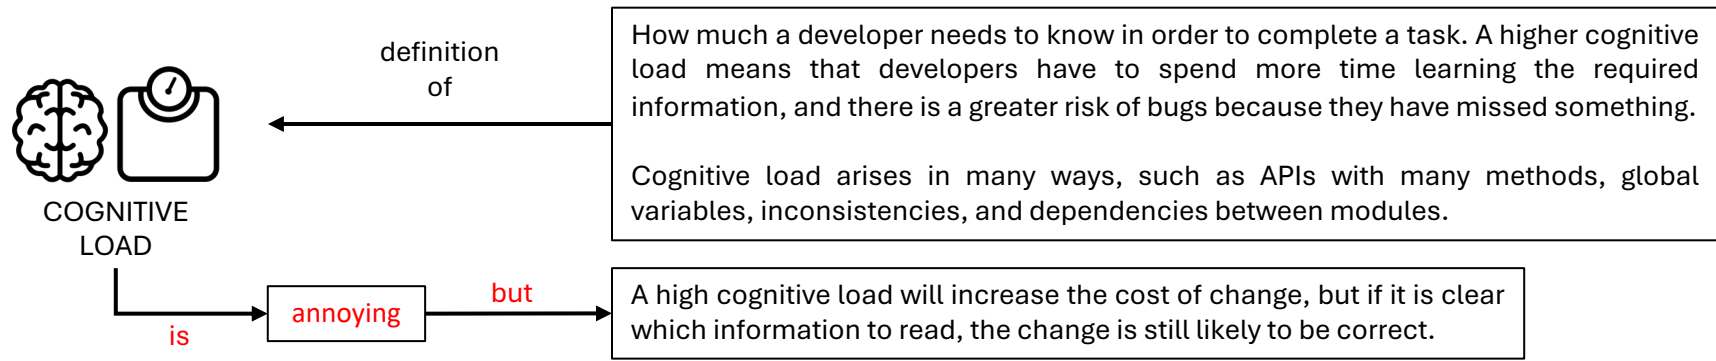 definition
of
How much a developer needs to know in order to complete a task. A higher cognitive
load means that developers have to spend more time learning the required
information, and there is a greater risk of bugs because they have missed something.
Cognitive load arises in many ways, such as APIs with many methods, global
variables, inconsistencies, and dependencies between modules.
COGNITIVE
LOAD
is
annoying
but
A high cognitive load will increase the cost of change, but if it is clear
which information to read, the change is still likely to be correct.